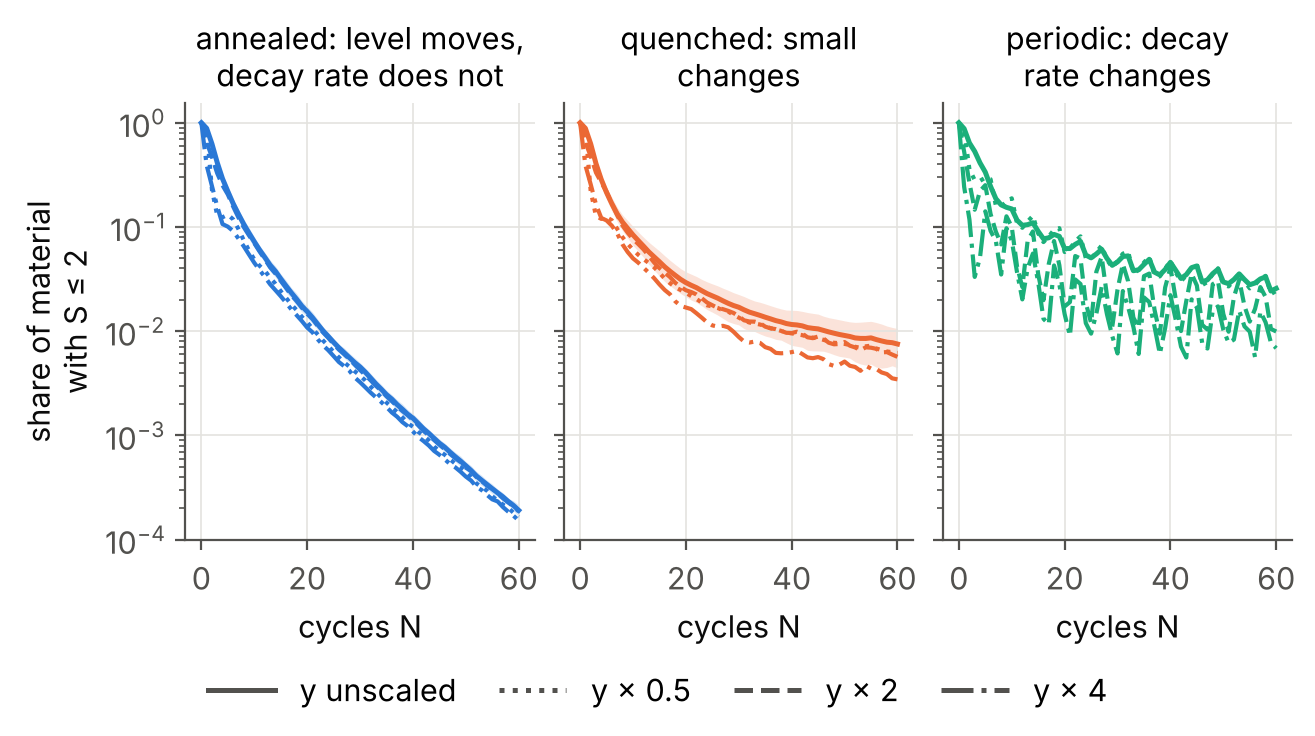 annealed: level moves,
decay rate does not
quenched: small
changes
periodic: decay
rate changes
share of material
with S ≤ 2
10⁰
10⁻¹
10⁻²
10⁻³
10⁻⁴
0 20 40 60
0 20 40 60
0 20 40 60
cycles N
cycles N
cycles N
y unscaled
y × 0.5
y × 2
y × 4